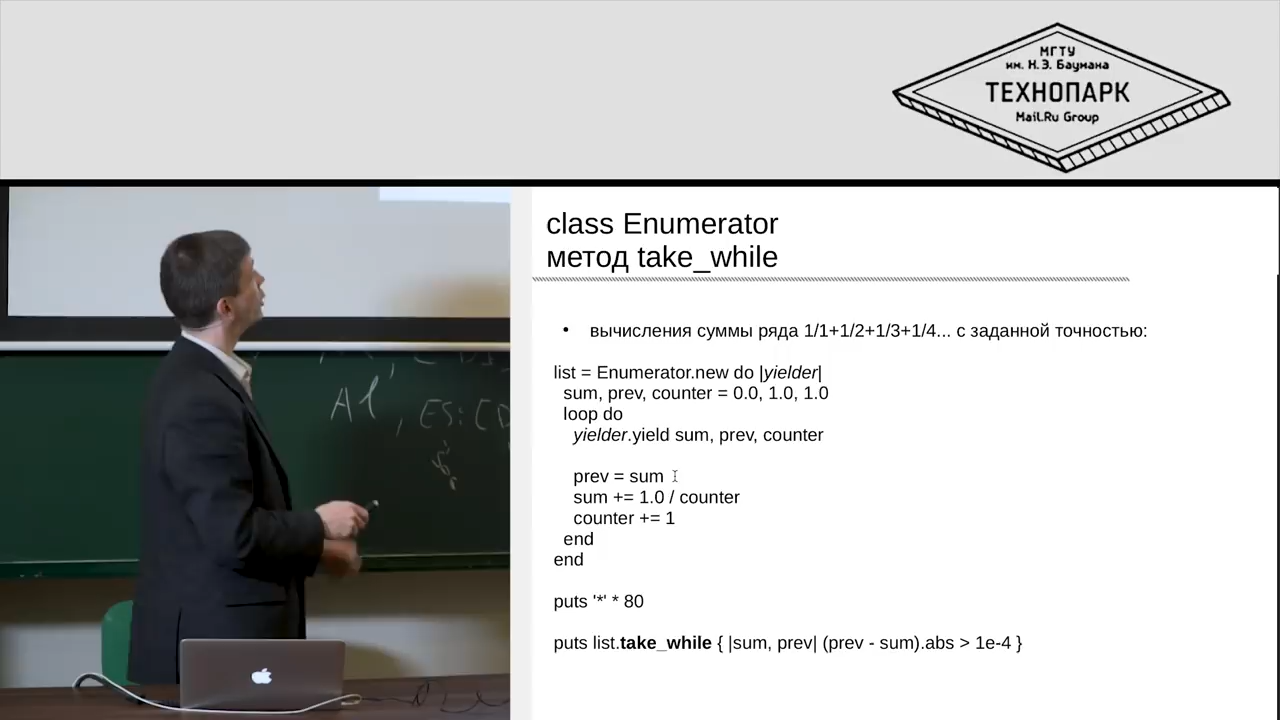 МГТУ
им. Н.Э. Баумана
ТЕХНОПАРК
Mail.Ru Group
class Enumerator
метод take_while
• вычисления суммы ряда 1/1+1/2+1/3+1/4... с заданной точностью:
list = Enumerator.new do |yielder|
sum, prev, counter = 0.0, 1.0, 1.0
loop do
yielder.yield sum, prev, counter
prev = sum
sum += 1.0 / counter
counter += 1
end
end
puts '*' * 80
puts list.take_while { |sum, prev| (prev - sum).abs > 1e-4 }